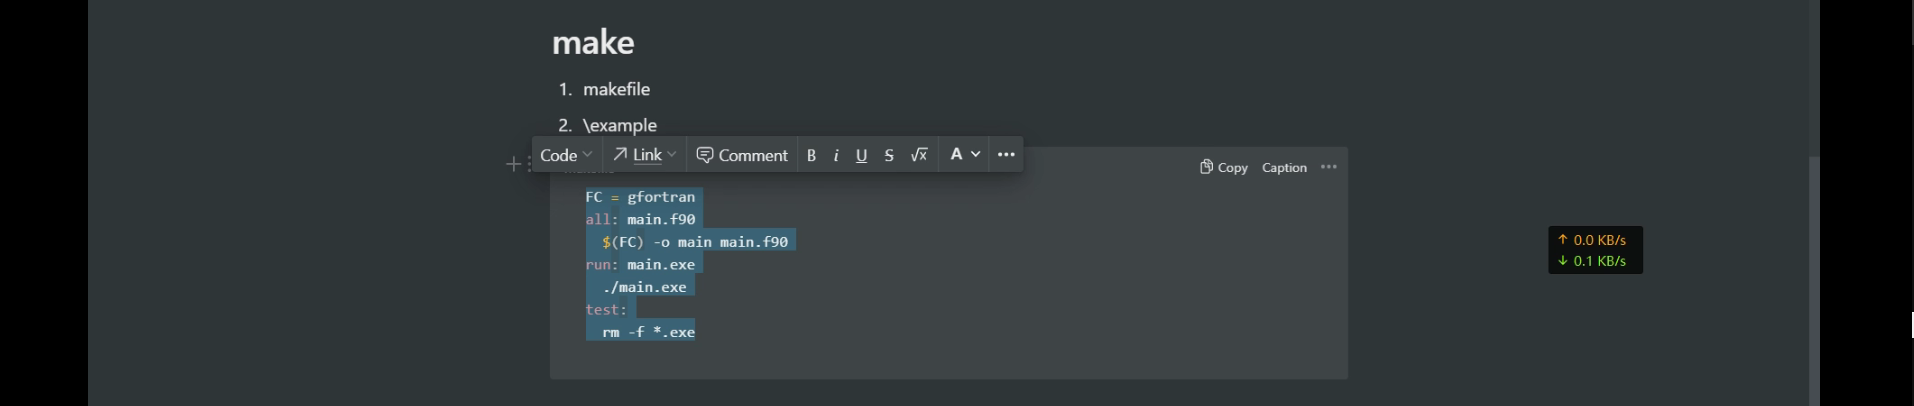 make
1. makefile
2. \example
Code Link Comment B i U S √x A
Copy Caption
FC = gfortran
all: main.f90
$(FC) -o main main.f90
run: main.exe
./main.exe
test:
rm -f *.exe
↑ 0.0 KB/s
↓ 0.1 KB/s